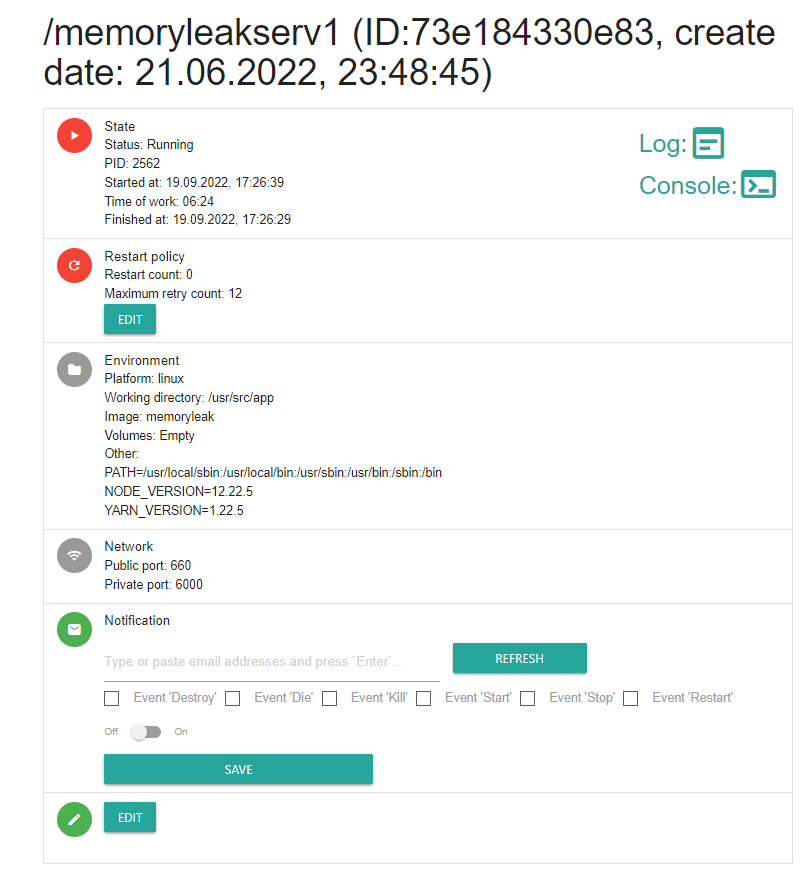 /memoryleakserv1 (ID:73e184330e83, create
date: 21.06.2022, 23:48:45)
State
Status: Running
PID: 2562
Started at: 19.09.2022, 17:26:39
Time of work: 06:24
Finished at: 19.09.2022, 17:26:29
Log:
Console:
Restart policy
Restart count: 0
Maximum retry count: 12
EDIT
Environment
Platform: linux
Working directory: /usr/src/app
Image: memoryleak
Volumes: Empty
Other:
PATH=/usr/local/sbin:/usr/local/bin:/usr/sbin:/usr/bin:/sbin:/bin
NODE_VERSION=12.22.5
YARN_VERSION=1.22.5
Network
Public port: 660
Private port: 6000
Notification
Type or paste email addresses and press `Enter`...
REFRESH
Event 'Destroy' Event 'Die' Event 'Kill' Event 'Start' Event 'Stop' Event 'Restart'
Off On
SAVE
EDIT